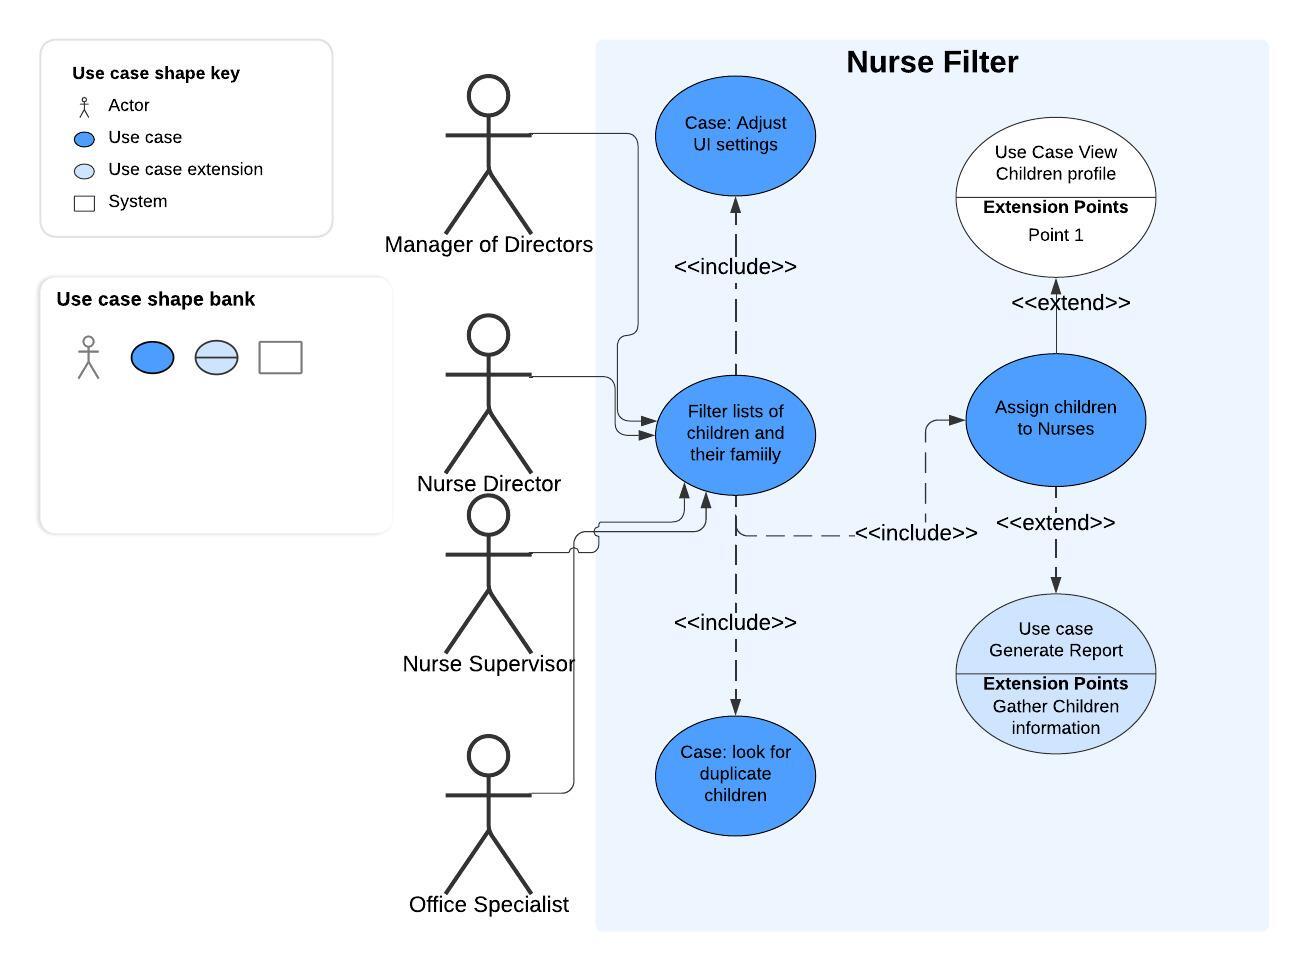 Use case shape key
Actor
Use case
Use case extension
System
Use case shape bank
Manager of Directors
Nurse Director
Nurse Supervisor
Office Specialist
Nurse Filter
Case: Adjust
UI settings
<<include>>
Filter lists of
children and
their famiily
<<include>>
Case: look for
duplicate
children
<<include>>
Use Case View
Children profile
Extension Points
Point 1
<<extend>>
Assign children
to Nurses
<<extend>>
Use case
Generate Report
Extension Points
Gather Children
information